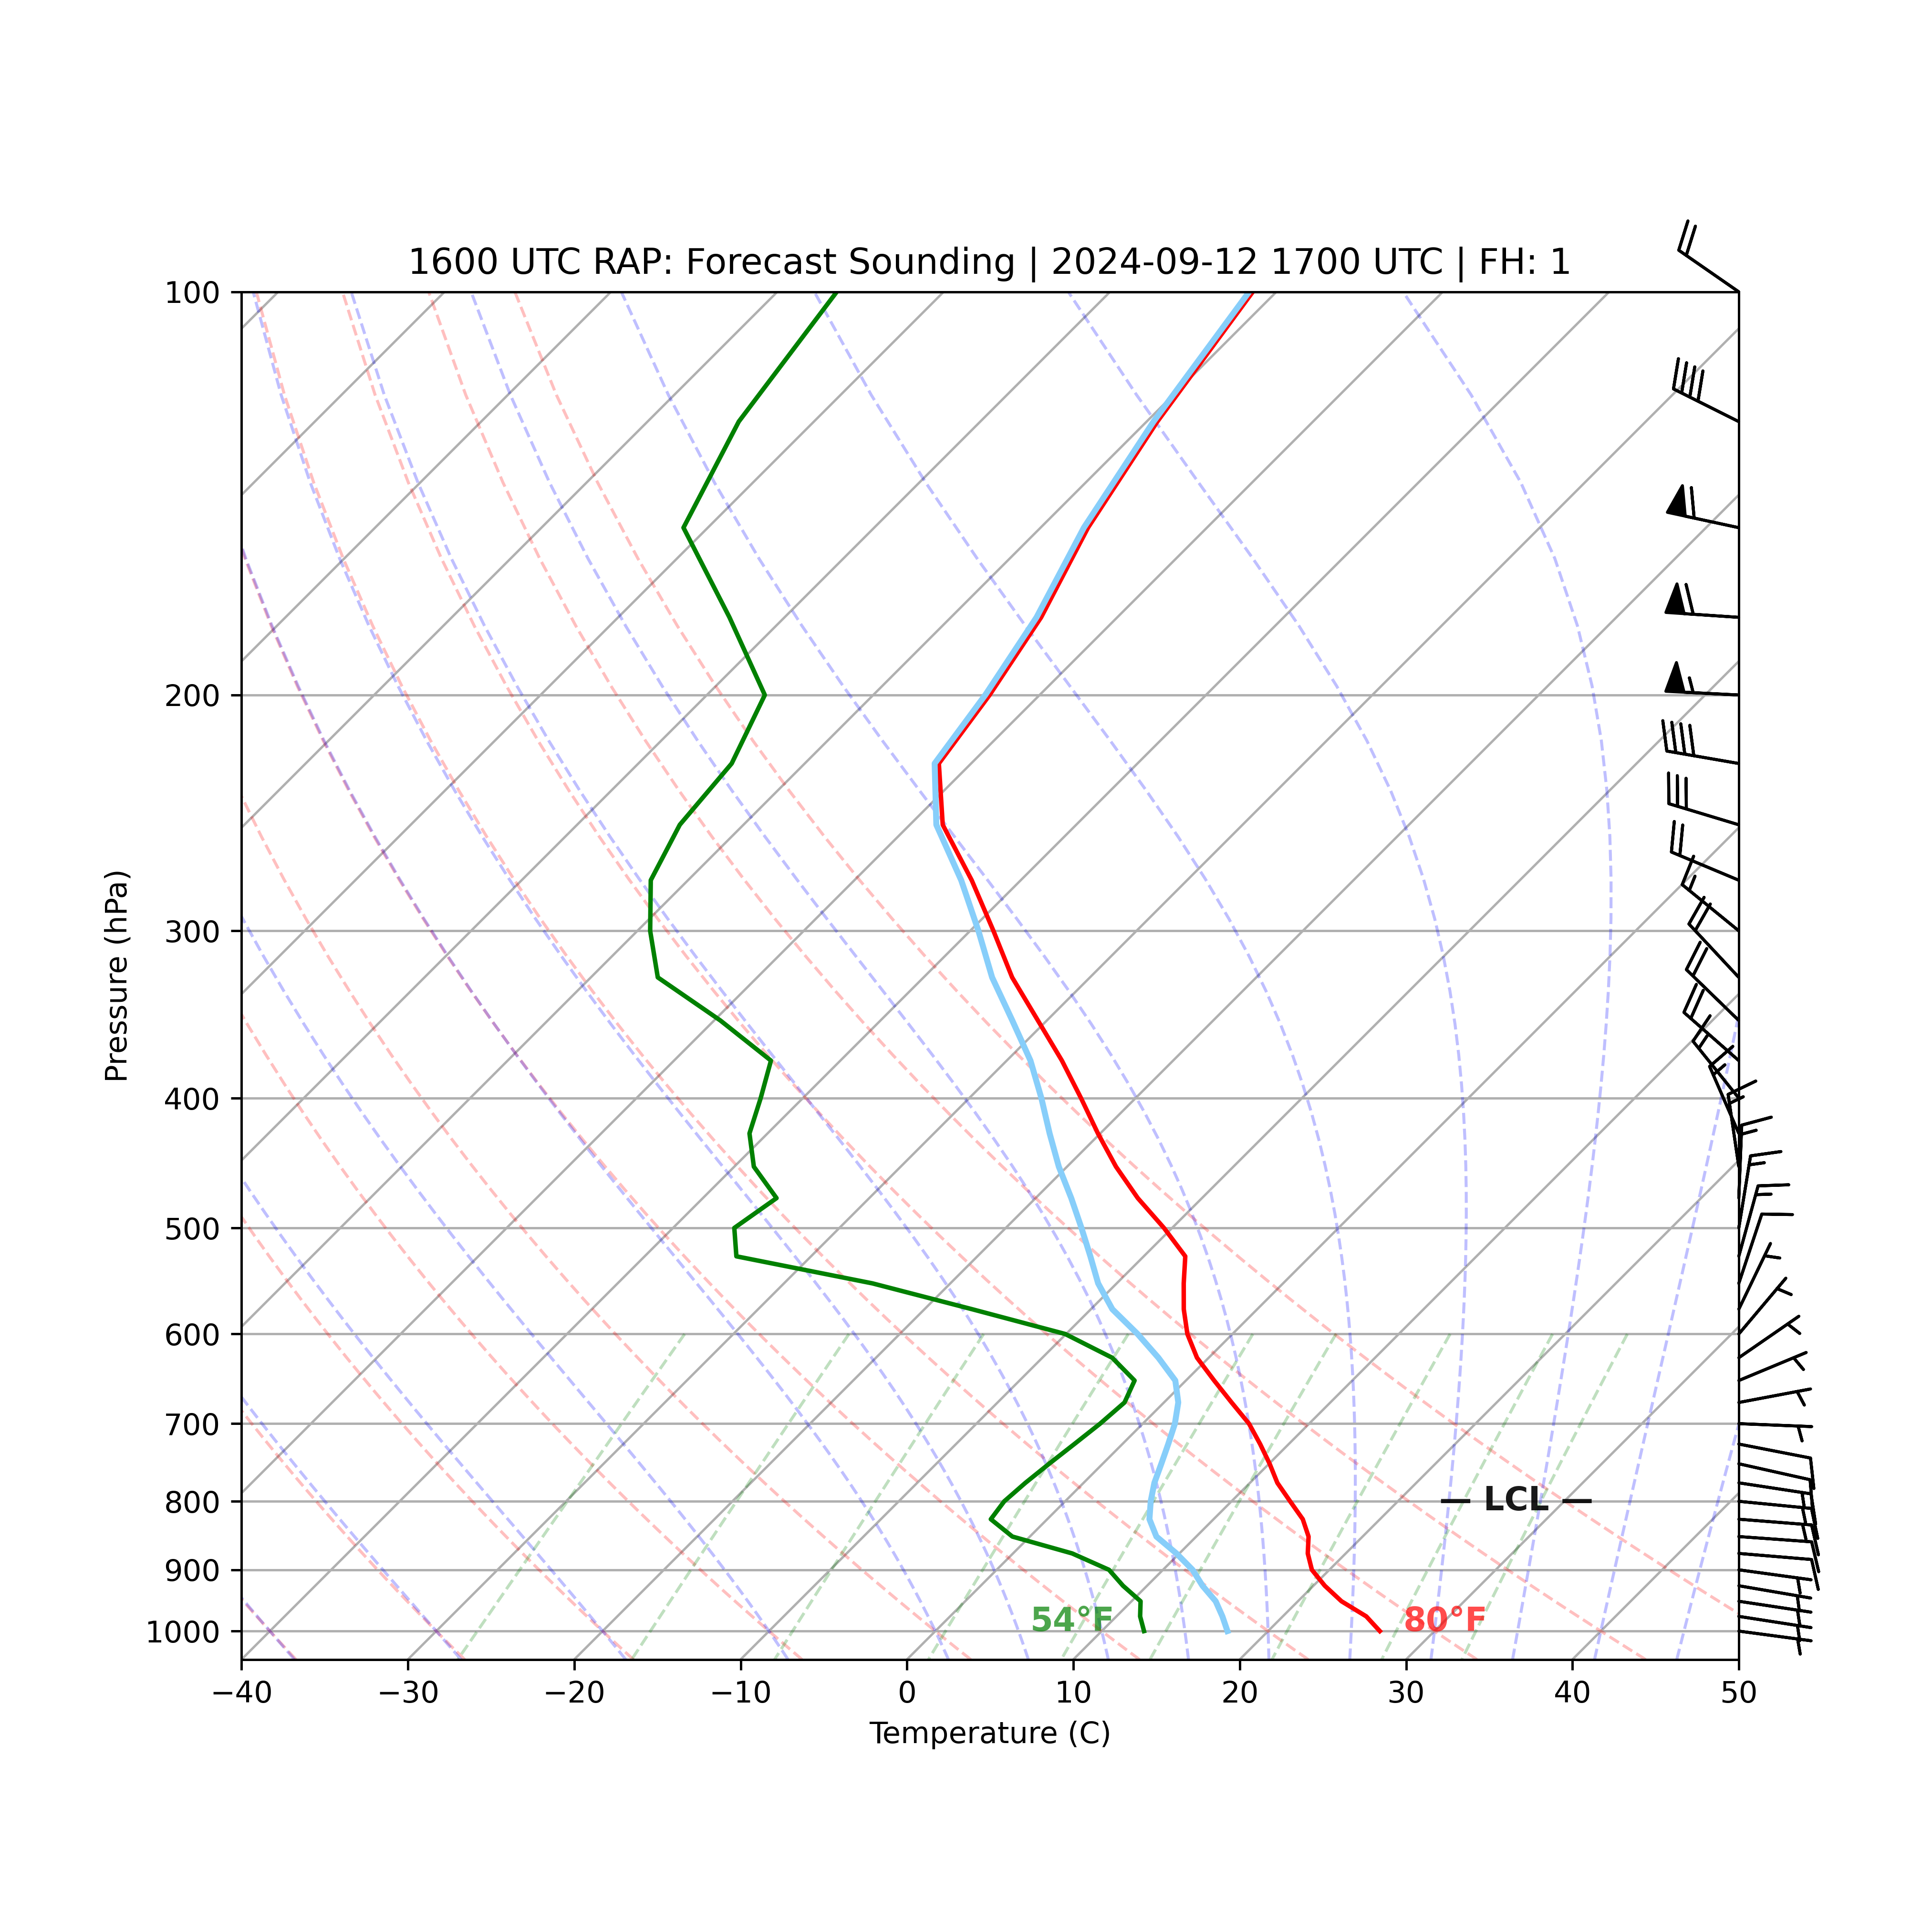 1600 UTC RAP: Forecast Sounding | 2024-09-12 1700 UTC | FH: 1
100
200
300
400
500
600
700
800
900
1000
Pressure (hPa)
LCL
54°F
80°F
−40 −30 −20 −10 0 10 20 30 40 50
Temperature (C)